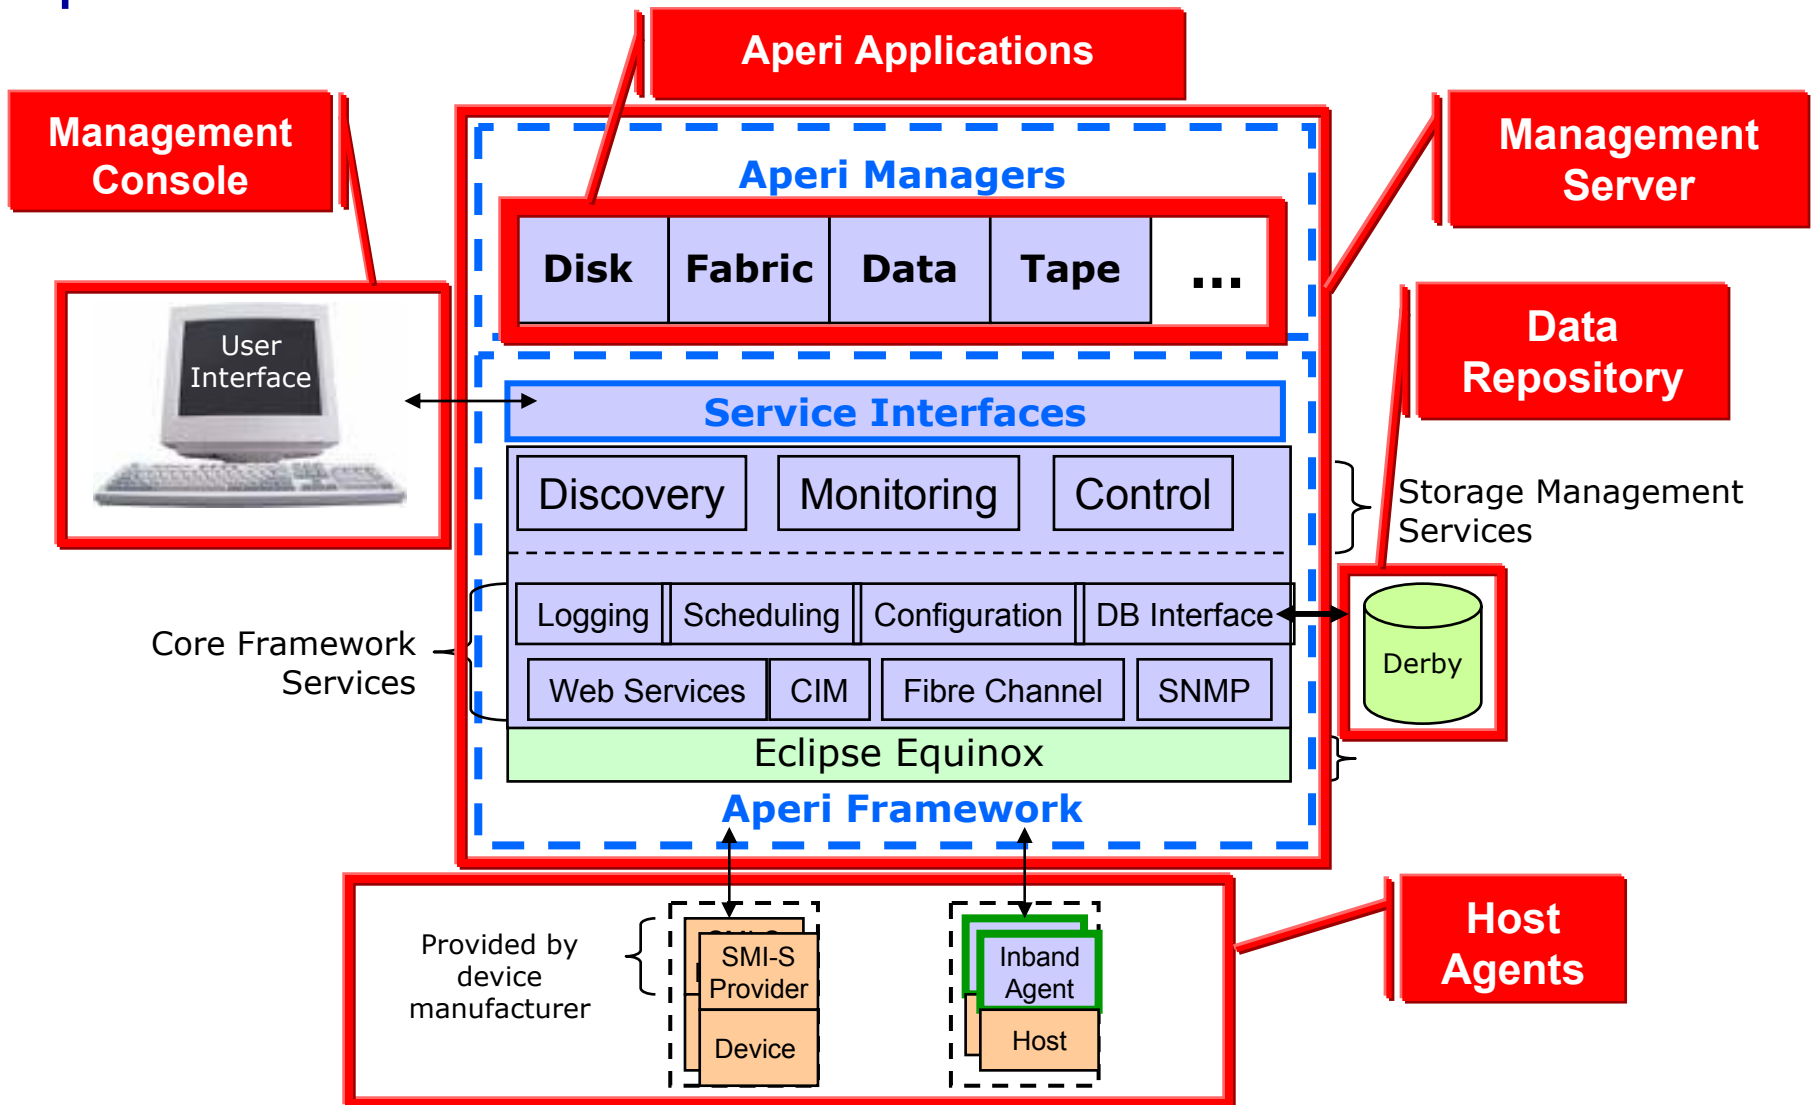 Aperi Applications
Management
Console
Management
Server
Aperi Managers
Disk
Fabric
Data
Tape
...
User
Interface
Data
Repository
Service Interfaces
Discovery
Monitoring
Control
Storage Management
Services
Core Framework
Services
Logging
Scheduling
Configuration
DB Interface
Derby
Web Services
CIM
Fibre Channel
SNMP
Eclipse Equinox
Aperi Framework
Provided by
device
manufacturer
SMI-S
Provider
Device
Inband
Agent
Host
Host
Agents